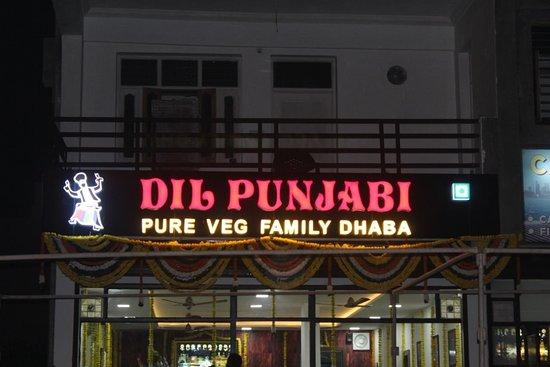 DIL PUNJABI
PURE VEG FAMILY DHABA